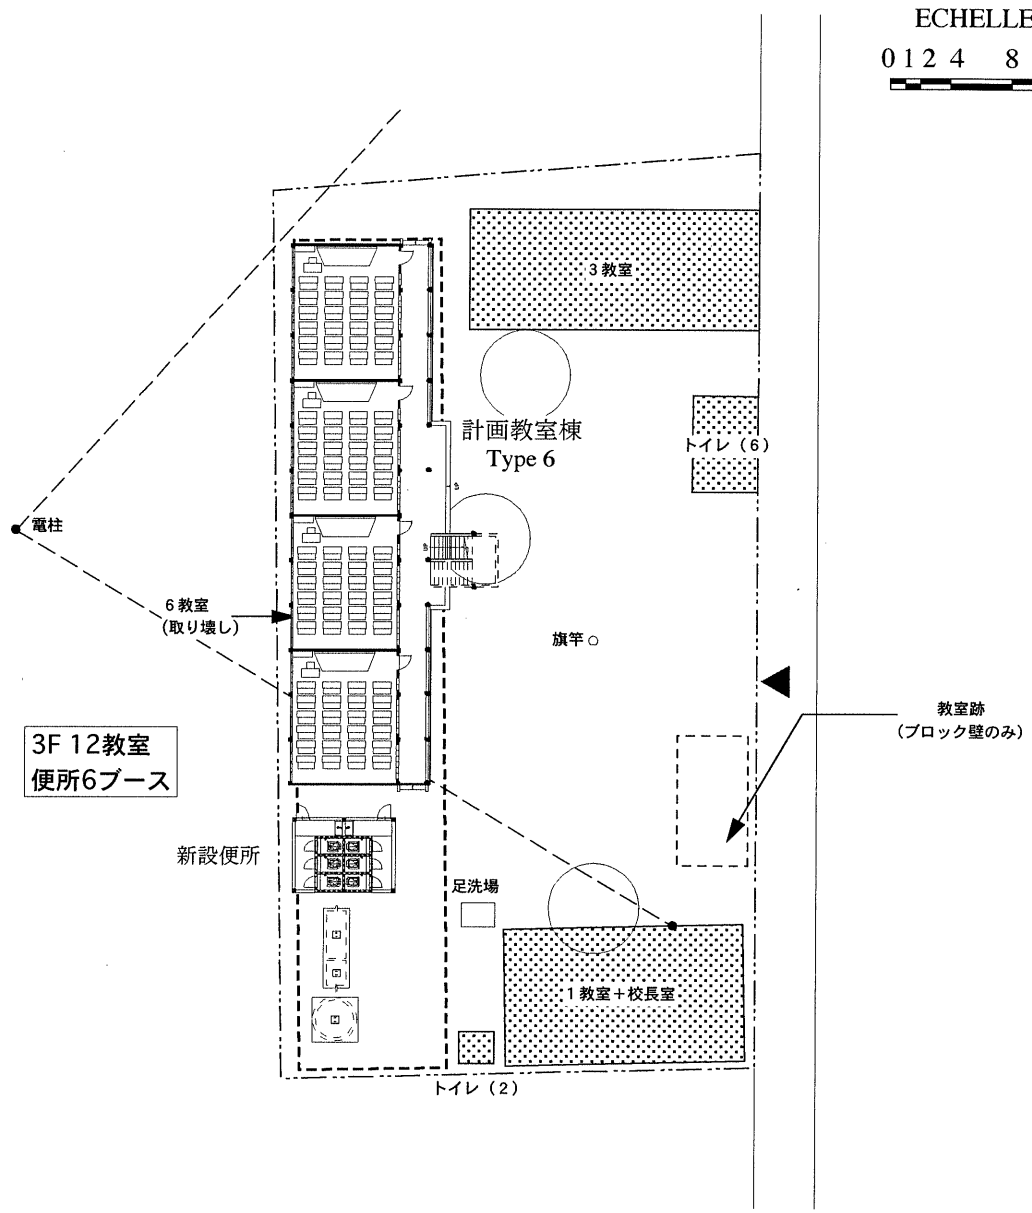 ECHELLE
0 1 2 4 8
3教室
計画教室棟
Type 6
トイレ（6）
電柱
6教室
(取り壊し)
旗竿
教室跡
(ブロック壁のみ)
3F 12教室
便所6ブース
新設便所
足洗場
1教室＋校長室
トイレ（2）